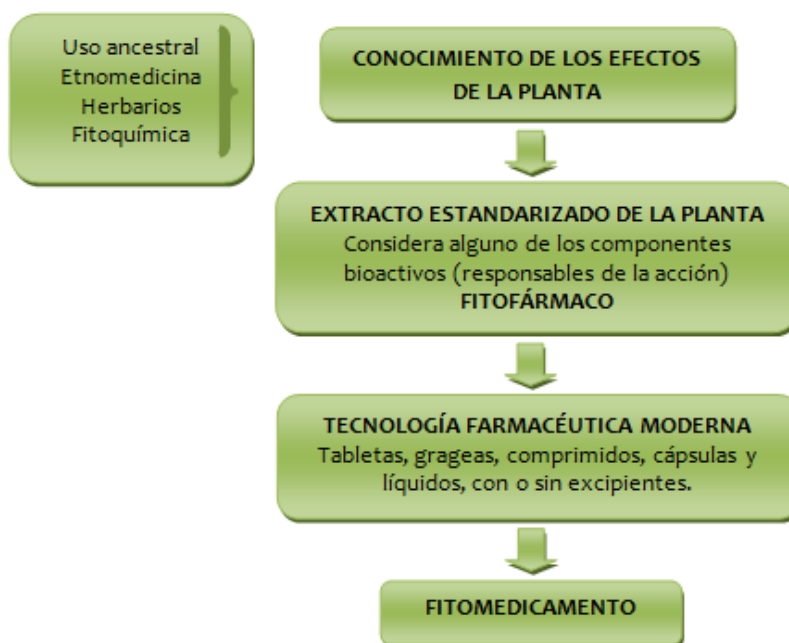 Uso ancestral
Etnomedicina
Herbarios
Fitoquímica
CONOCIMIENTO DE LOS EFECTOS
DE LA PLANTA
EXTRACTO ESTANDARIZADO DE LA PLANTA
Considera alguno de los componentes
bioactivos (responsables de la acción)
FITOFÁRMACO
TECNOLOGÍA FARMACÉUTICA MODERNA
Tabletas, grageas, comprimidos, cápsulas y
líquidos, con o sin excipientes.
FITOMEDICAMENTO